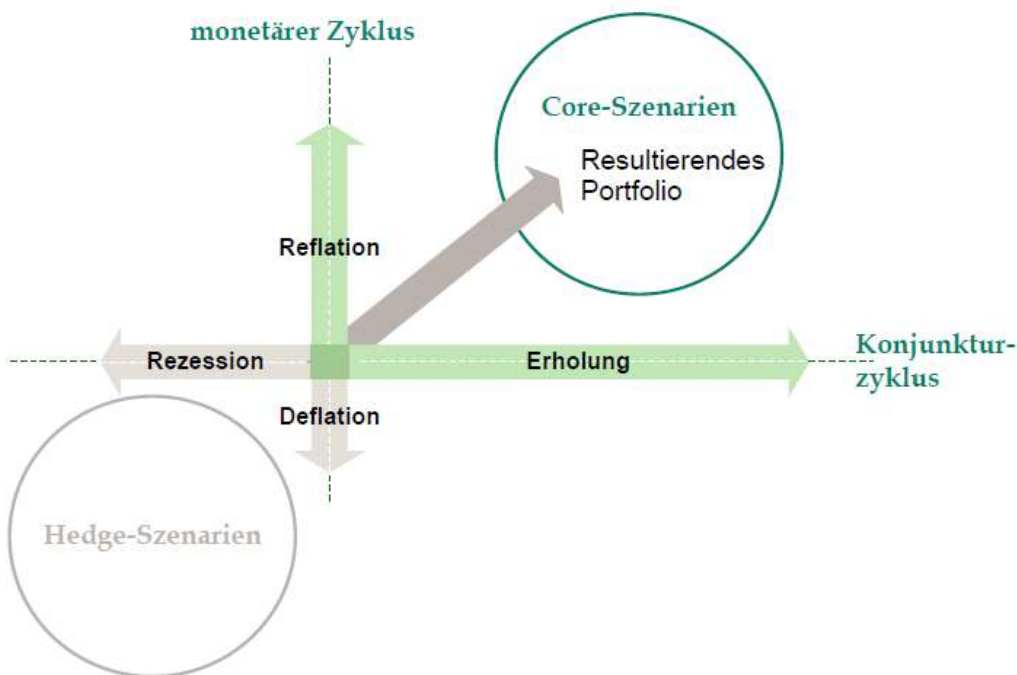 monetärer Zyklus
Core-Szenarien
Resultierendes
Portfolio
Reflation
Rezession
Erholung
Konjunktur-
zyklus
Deflation
Hedge-Szenarien